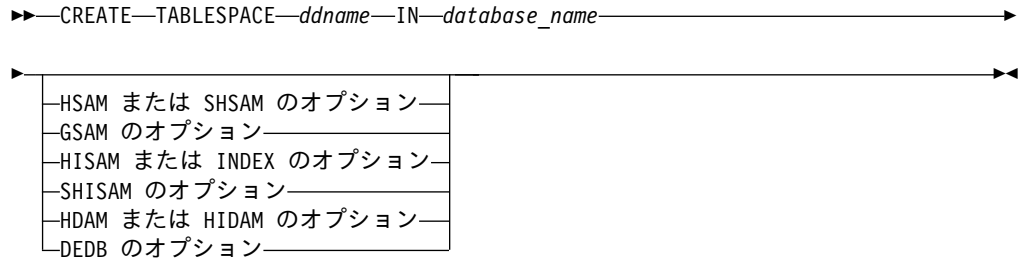 CREATE TABLESPACE ddname IN database_name
HSAM または SHSAM のオプション
GSAM のオプション
HISAM または INDEX のオプション
SHISAM のオプション
HDAM または HIDAM のオプション
DEDB のオプション